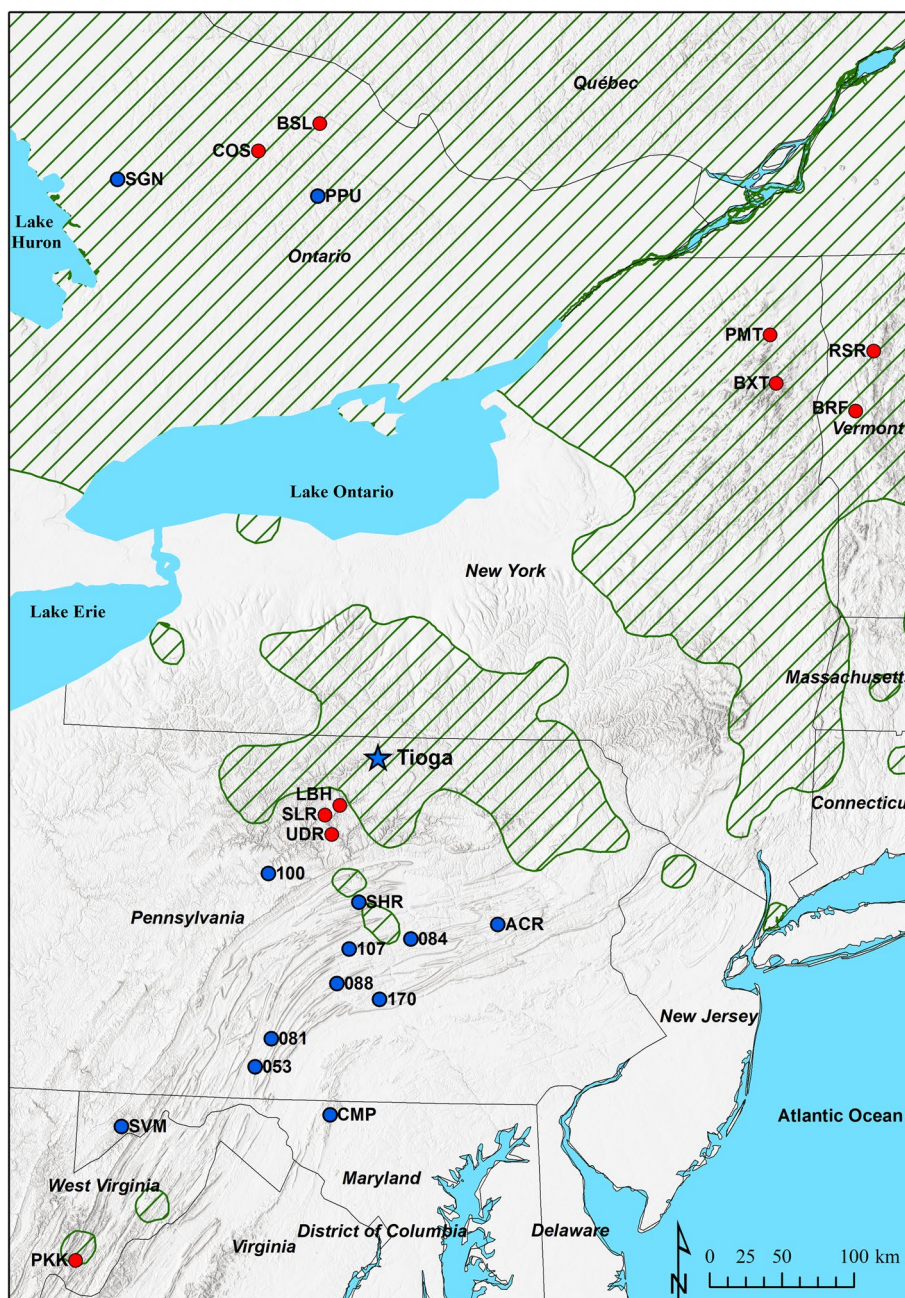 Québec
BSL
COS
SGN
PPU
Lake
Huron
Ontario
PMT
RSR
BXT
BRF
Vermont
Lake Ontario
New York
Lake Erie
Massachusetts
Tioga
LBH
SLR
UDR
Connecticu
100
SHR
Pennsylvania
ACR
084
107
088
170
New Jersey
081
053
CMP
Atlantic Ocean
SVM
Maryland
West Virginia
District of Columbia
Delaware
Virginia
PKK
N
0 25 50 100 km